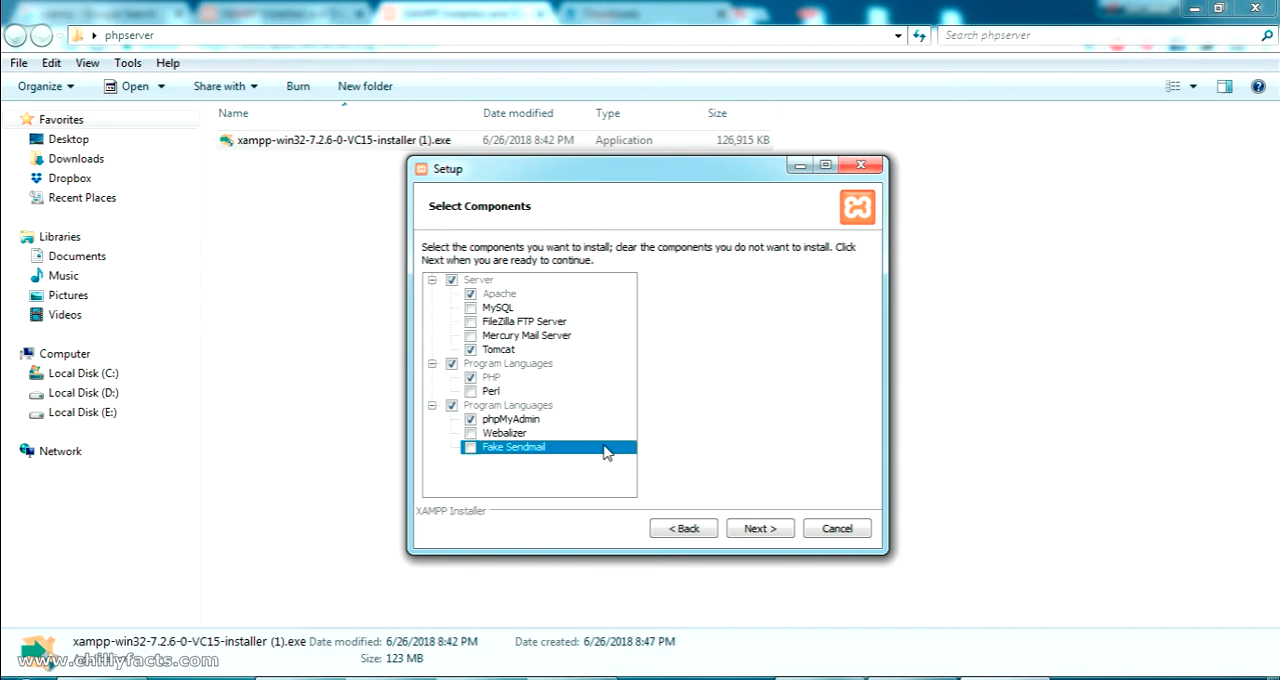 phpserver
Search phpserver
File Edit View Tools Help
Organize Open Share with Burn New folder
Name Date modified Type Size
xampp-win32-7.2.6-0-VC15-installer (1).exe 6/26/2018 8:42 PM Application 126,915 KB
Favorites
Desktop
Downloads
Dropbox
Recent Places
Libraries
Documents
Music
Pictures
Videos
Computer
Local Disk (C:)
Local Disk (D:)
Local Disk (E:)
Network
Setup
Select Components
Select the components you want to install; clear the components you do not want to install. Click
Next when you are ready to continue.
Server
Apache
MySQL
FileZilla FTP Server
Mercury Mail Server
Tomcat
Program Languages
PHP
Perl
Program Languages
phpMyAdmin
Webalizer
Fake Sendmail
XAMPP Installer
< Back Next > Cancel
xampp-win32-7.2.6-0-VC15-installer (1).exe Date modified: 6/26/2018 8:42 PM Date created: 6/26/2018 8:47 PM
Size: 123 MB
www.chillyfacts.com